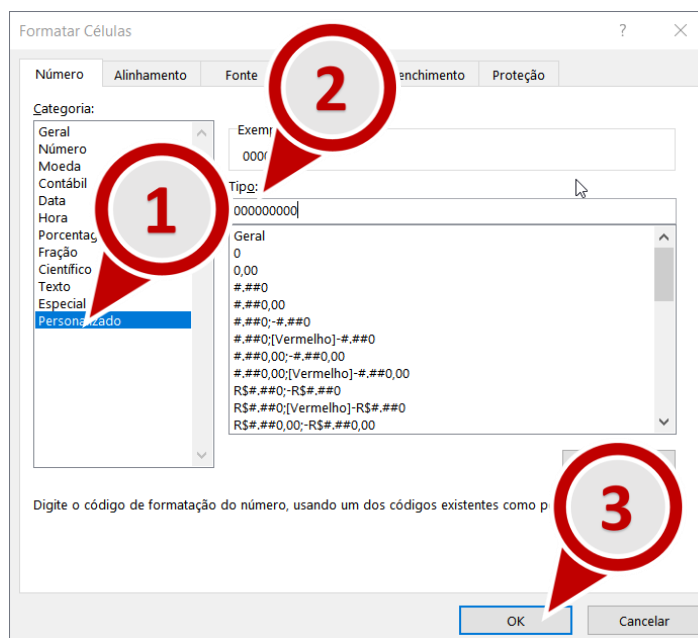 Formatar Células
?
Número
Alinhamento
Fonte
Proteção
2
Categoria:
Geral
Número
Moeda
Contábil
Data
Hora
Fração
Científico
Texto
Especial
1
Tipo:
000000000
Geral
0
0,00
#.##0
#.##0,00
#.##0;-#.##0
#.##0;[Vermelho]-#.##0
#.##0,00;-#.##0,00
#.##0,00;[Vermelho]-#.##0,00
R$#.##0;-R$#.##0
R$#.##0;[Vermelho]-R$#.##0
R$#.##0,00;-R$#.##0,00
Digite o código de formatação do número, usando um dos códigos existentes como p
3
OK
Cancelar